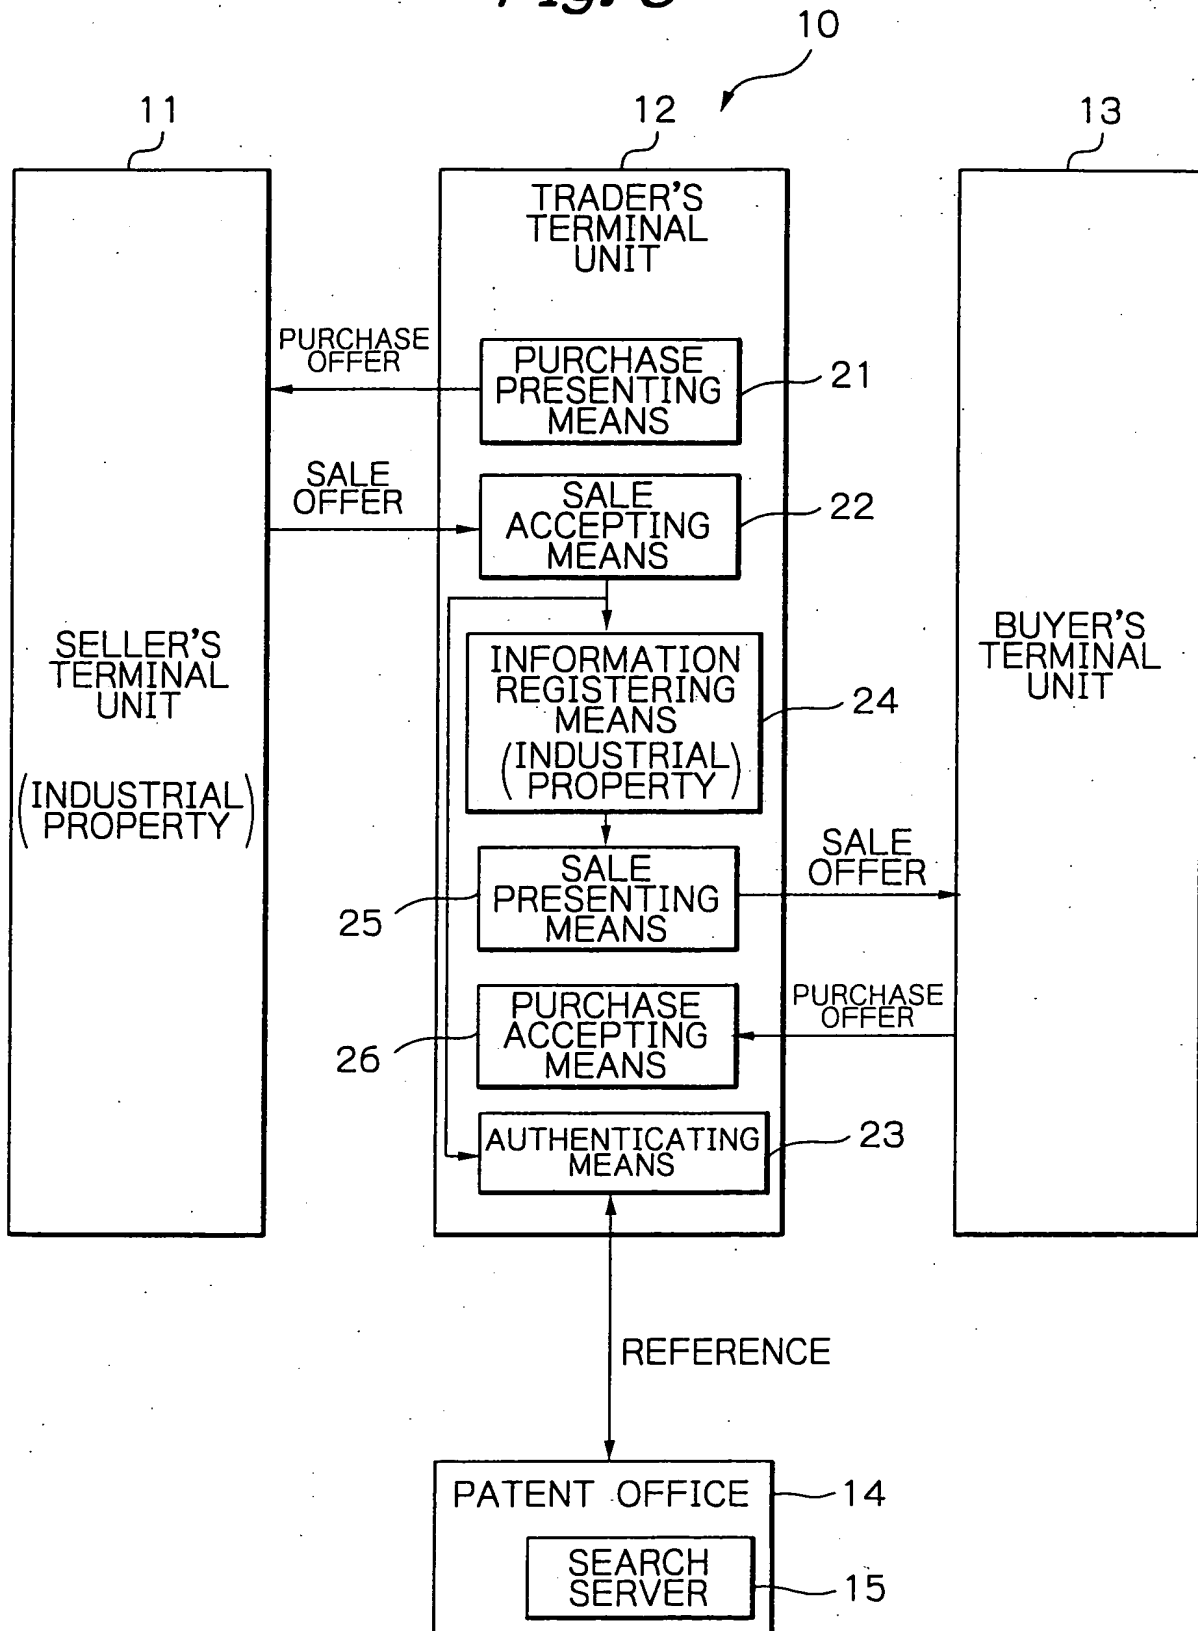 10
11
12
13
TRADER'S
TERMINAL
UNIT
PURCHASE
OFFER
PURCHASE
PRESENTING
MEANS
21
SALE
OFFER
SALE
ACCEPTING
MEANS
22
SELLER'S
TERMINAL
UNIT
(INDUSTRIAL
PROPERTY)
INFORMATION
REGISTERING
MEANS
(INDUSTRIAL
PROPERTY)
24
BUYER'S
TERMINAL
UNIT
SALE
PRESENTING
MEANS
25
SALE
OFFER
PURCHASE
ACCEPTING
MEANS
26
PURCHASE
OFFER
AUTHENTICATING
MEANS
23
REFERENCE
PATENT OFFICE
14
SEARCH
SERVER
15